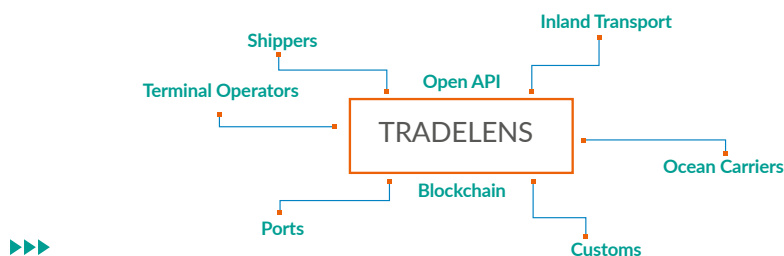 Inland Transport
Shippers
Open API
Terminal Operators
TRADELENS
Ocean Carriers
Blockchain
Ports
Customs